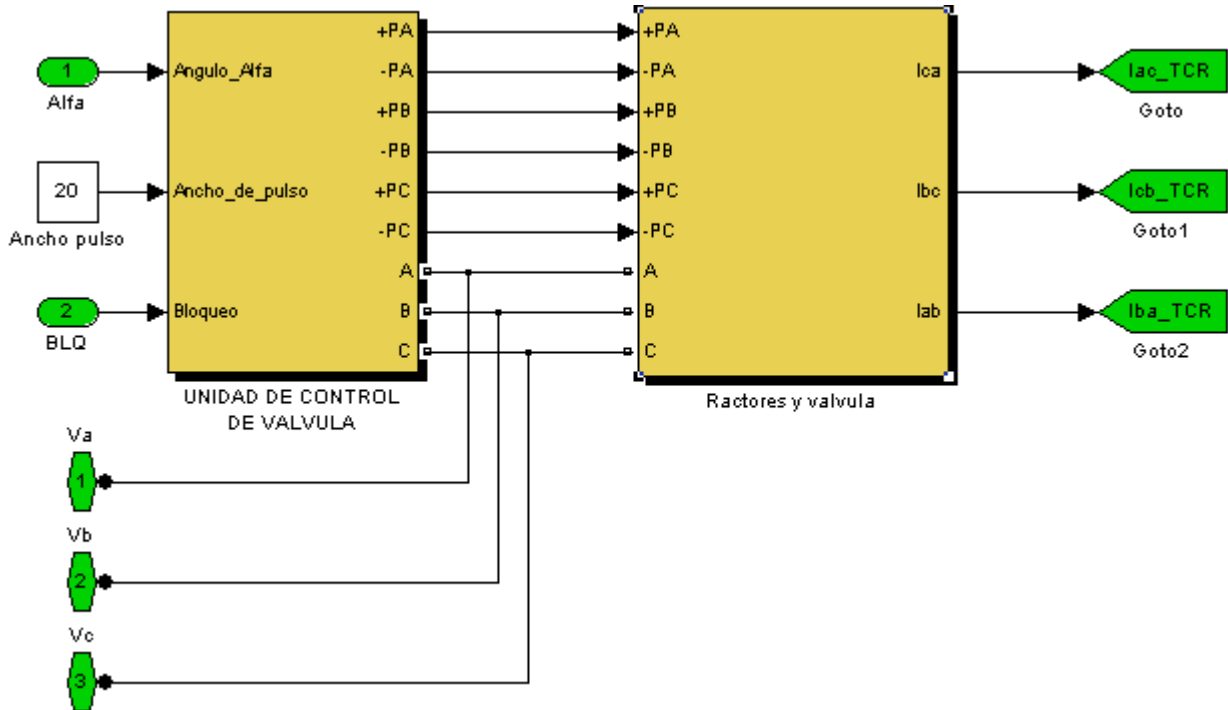 1
Alfa
20
Ancho pulso
2
BLQ
Angulo_Alfa
Ancho_de_pulso
Bloqueo
+PA
-PA
+PB
-PB
+PC
-PC
A
B
C
UNIDAD DE CONTROL
DE VALVULA
+PA
-PA
+PB
-PB
+PC
-PC
A
B
C
Ica
Ibc
Iab
Ractores y valvula
Iac_TCR
Goto
Icb_TCR
Goto1
Iba_TCR
Goto2
Va
1
Vb
2
Vc
3